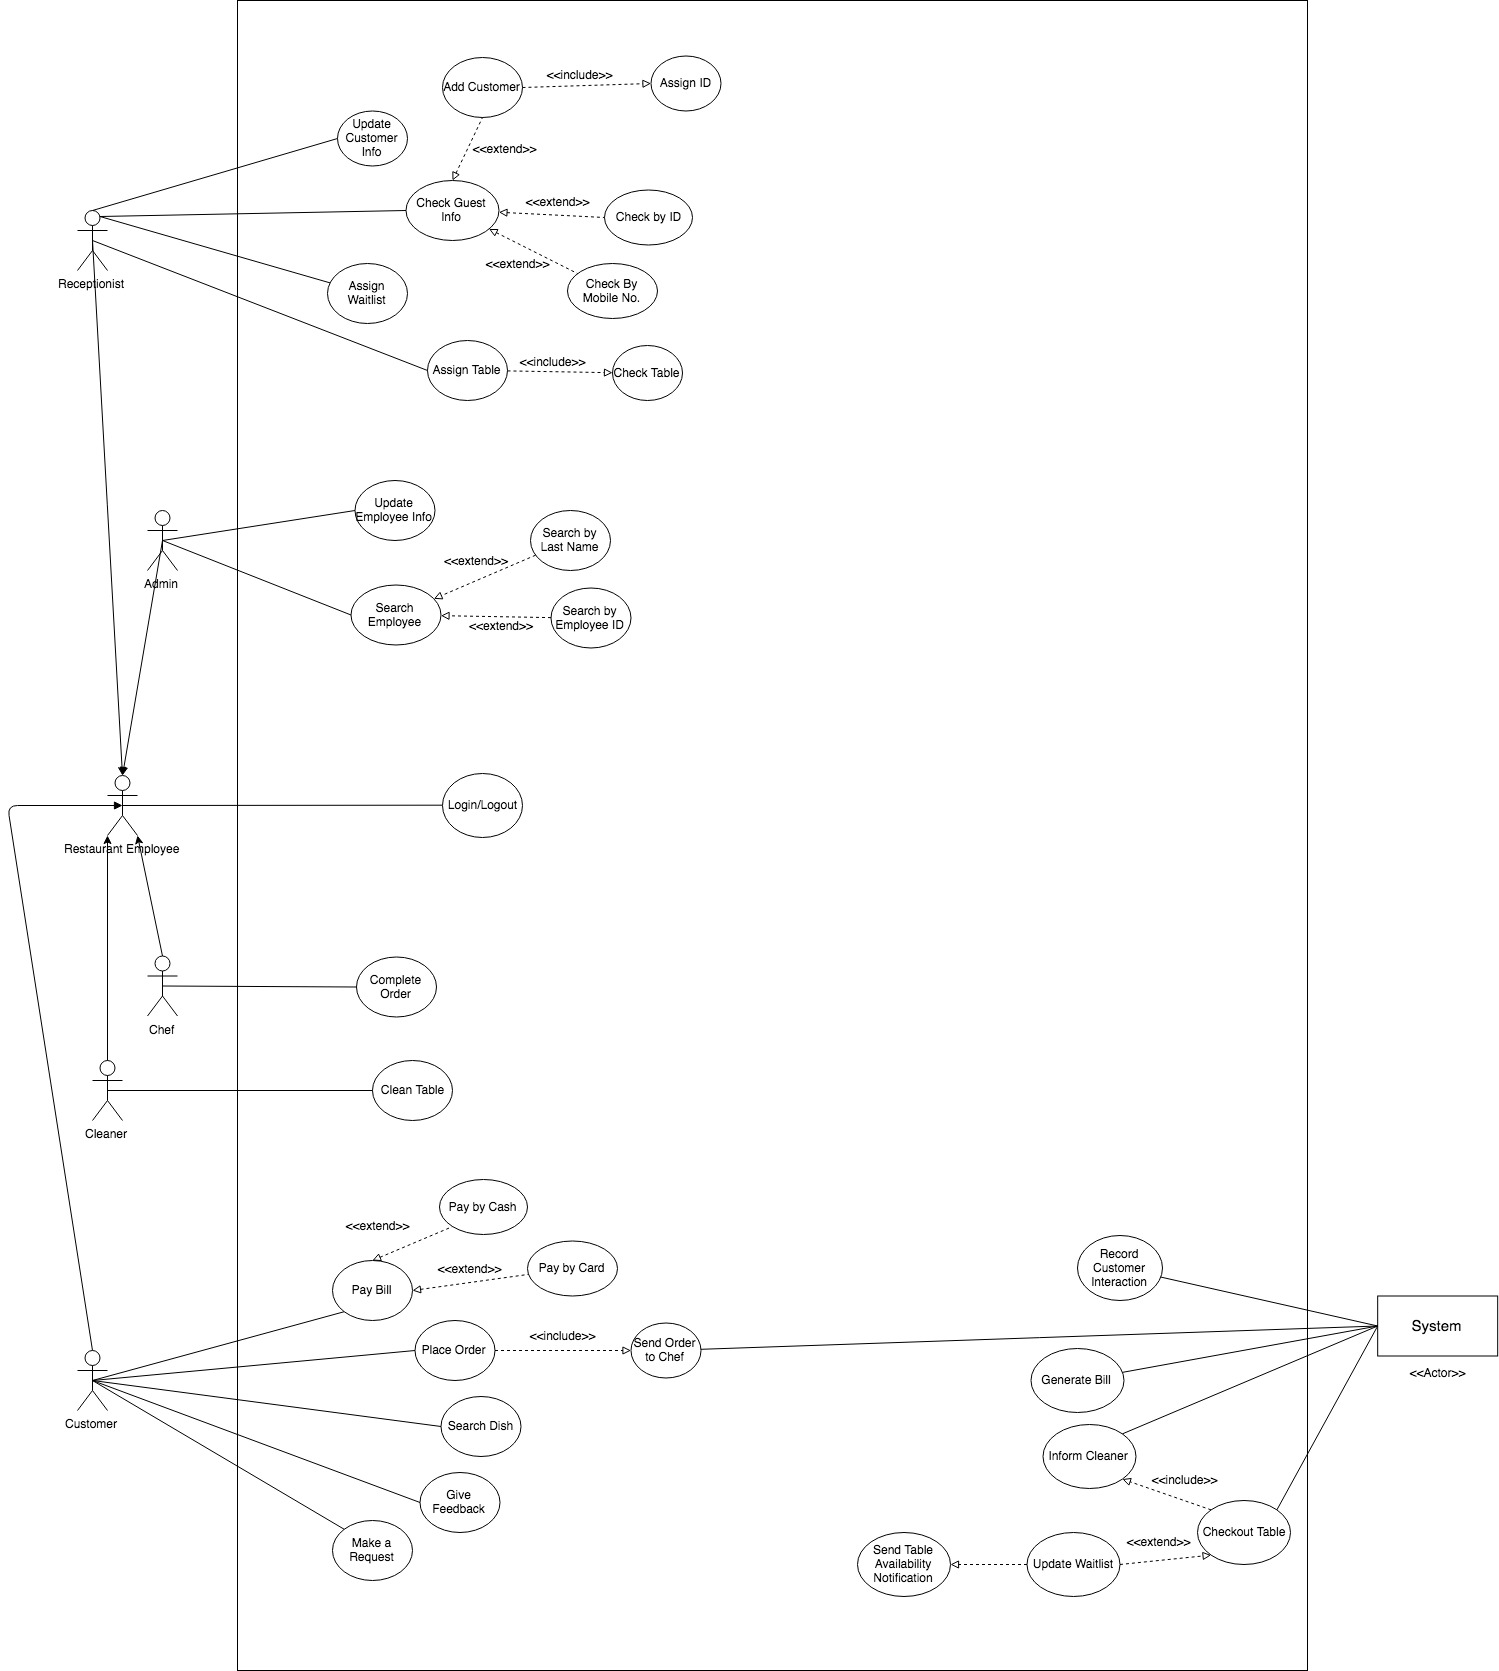 Add Customer
<<include>>
Assign ID
Update
Customer
Info
<<extend>>
Check Guest
Info
<<extend>>
Check by ID
Receptionist
<<extend>>
Check By
Mobile No.
Assign
Waitlist
Assign Table
<<include>>
Check Table
Update
Employee Info
Search by
Last Name
<<extend>>
Admin
Search
Employee
<<extend>>
Search by
Employee ID
Login/Logout
Restaurant Employee
Complete
Order
Chef
Clean Table
Cleaner
Pay by Cash
<<extend>>
Pay Bill
<<extend>>
Pay by Card
Record
Customer
Interaction
Place Order
<<include>>
Send Order
to Chef
System
<<Actor>>
Generate Bill
Customer
Search Dish
Inform Cleaner
<<include>>
Give
Feedback
Checkout Table
Make a
Request
Send Table
Availability
Notification
Update Waitlist
<<extend>>